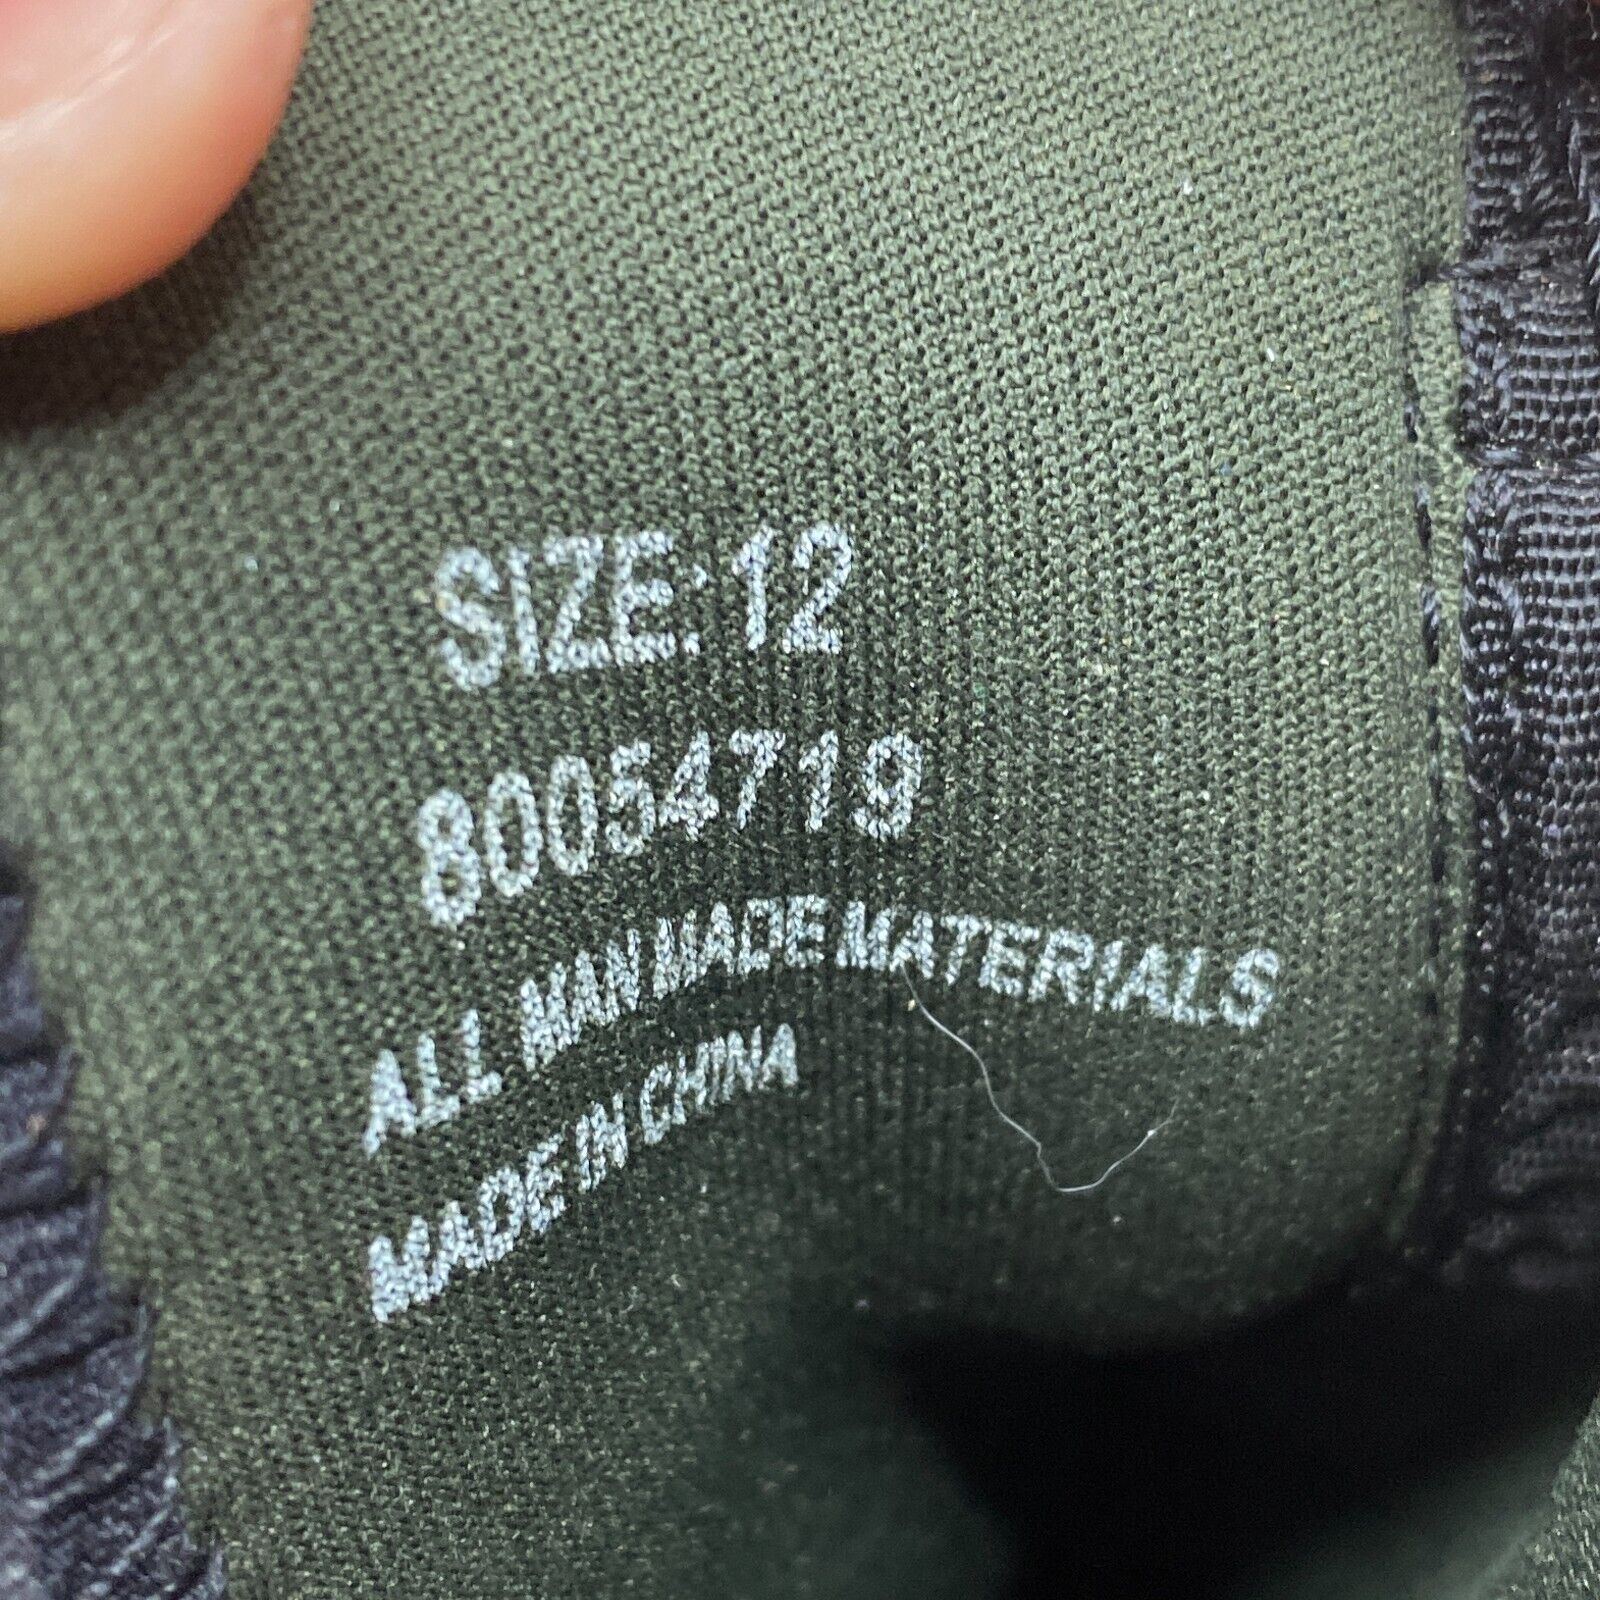 SIZE: 12
80054719
ALL MAN MADE MATERIALS
MADE IN CHINA